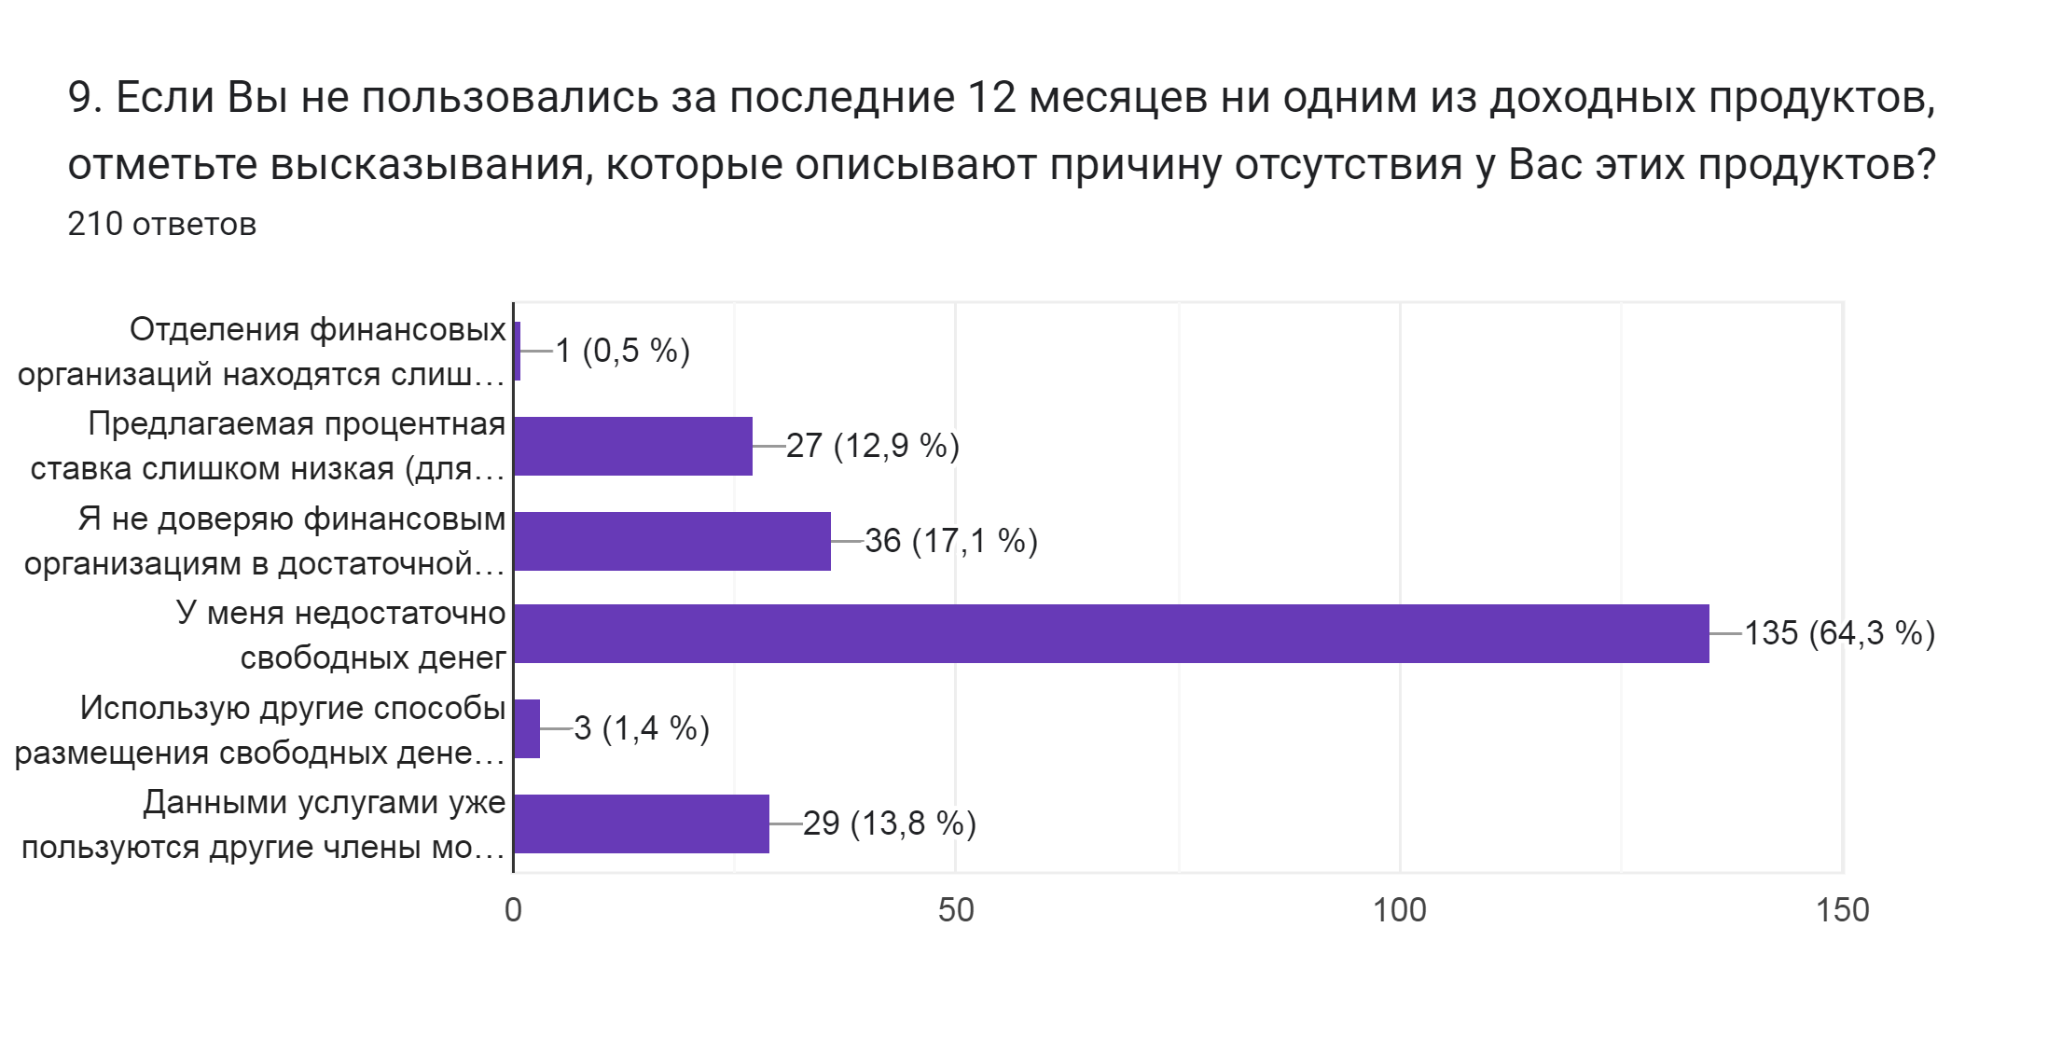 9. Если Вы не пользовались за последние 12 месяцев ни одним из доходных продуктов,
отметьте высказывания, которые описывают причину отсутствия у Вас этих продуктов?
210 ответов
Отделения финансовых
организаций находятся слиш…
1 (0,5 %)
Предлагаемая процентная
ставка слишком низкая (для…
27 (12,9 %)
Я не доверяю финансовым
организациям в достаточной…
36 (17,1 %)
У меня недостаточно
свободных денег
135 (64,3 %)
Использую другие способы
размещения свободных дене…
3 (1,4 %)
Данными услугами уже
пользуются другие члены мо…
29 (13,8 %)
0 50 100 150